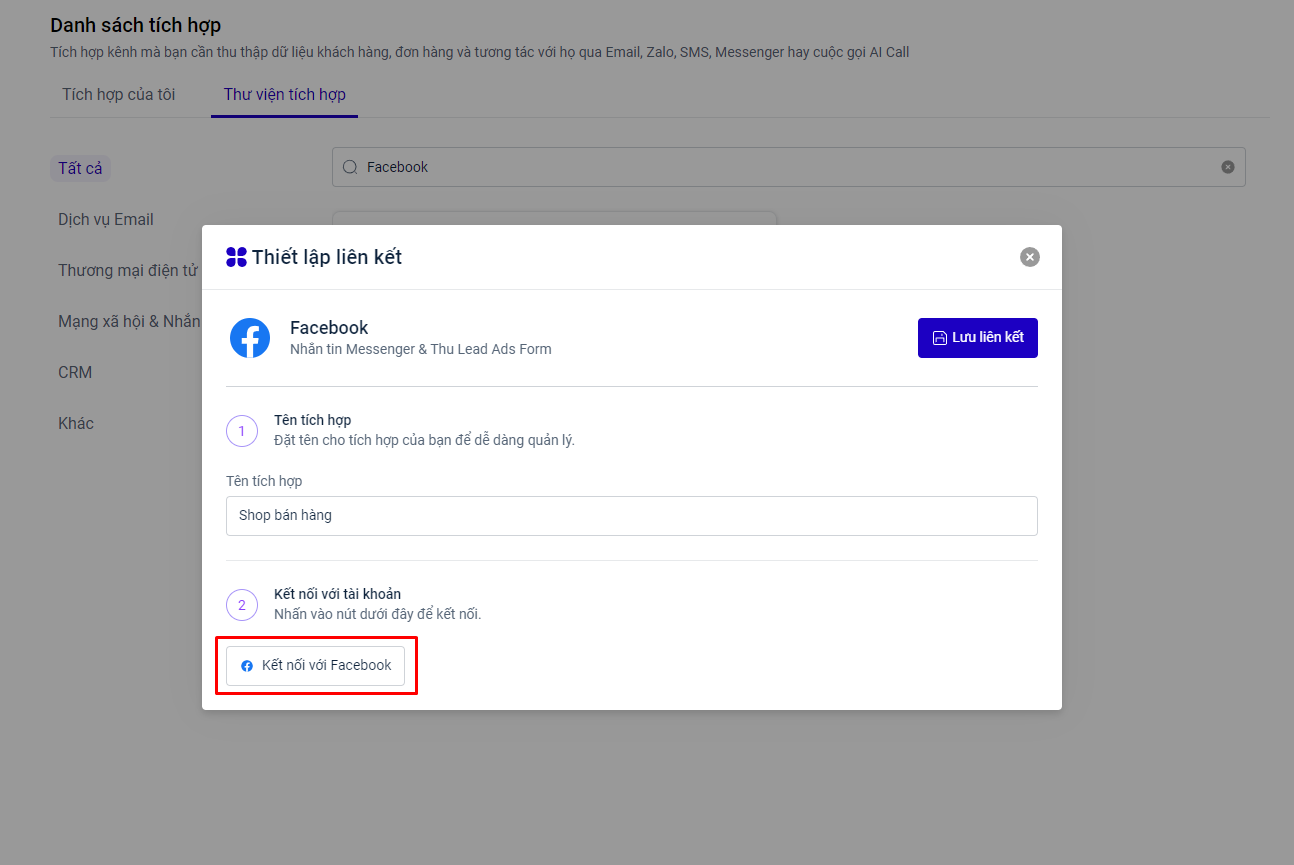 Danh sách tích hợp
Tích hợp kênh mà bạn cần thu thập dữ liệu khách hàng, đơn hàng và tương tác với họ qua Email, Zalo, SMS, Messenger hay cuộc gọi AI Call
Tích hợp của tôi
Thư viện tích hợp
Tất cả
Facebook
Dịch vụ Email
Thương mại điện tử
Mạng xã hội & Nhắn
CRM
Khác
Thiết lập liên kết
Facebook
Nhắn tin Messenger & Thu Lead Ads Form
Lưu liên kết
1
Tên tích hợp
Đặt tên cho tích hợp của bạn để dễ dàng quản lý.
Tên tích hợp
Shop bán hàng
2
Kết nối với tài khoản
Nhấn vào nút dưới đây để kết nối.
Kết nối với Facebook